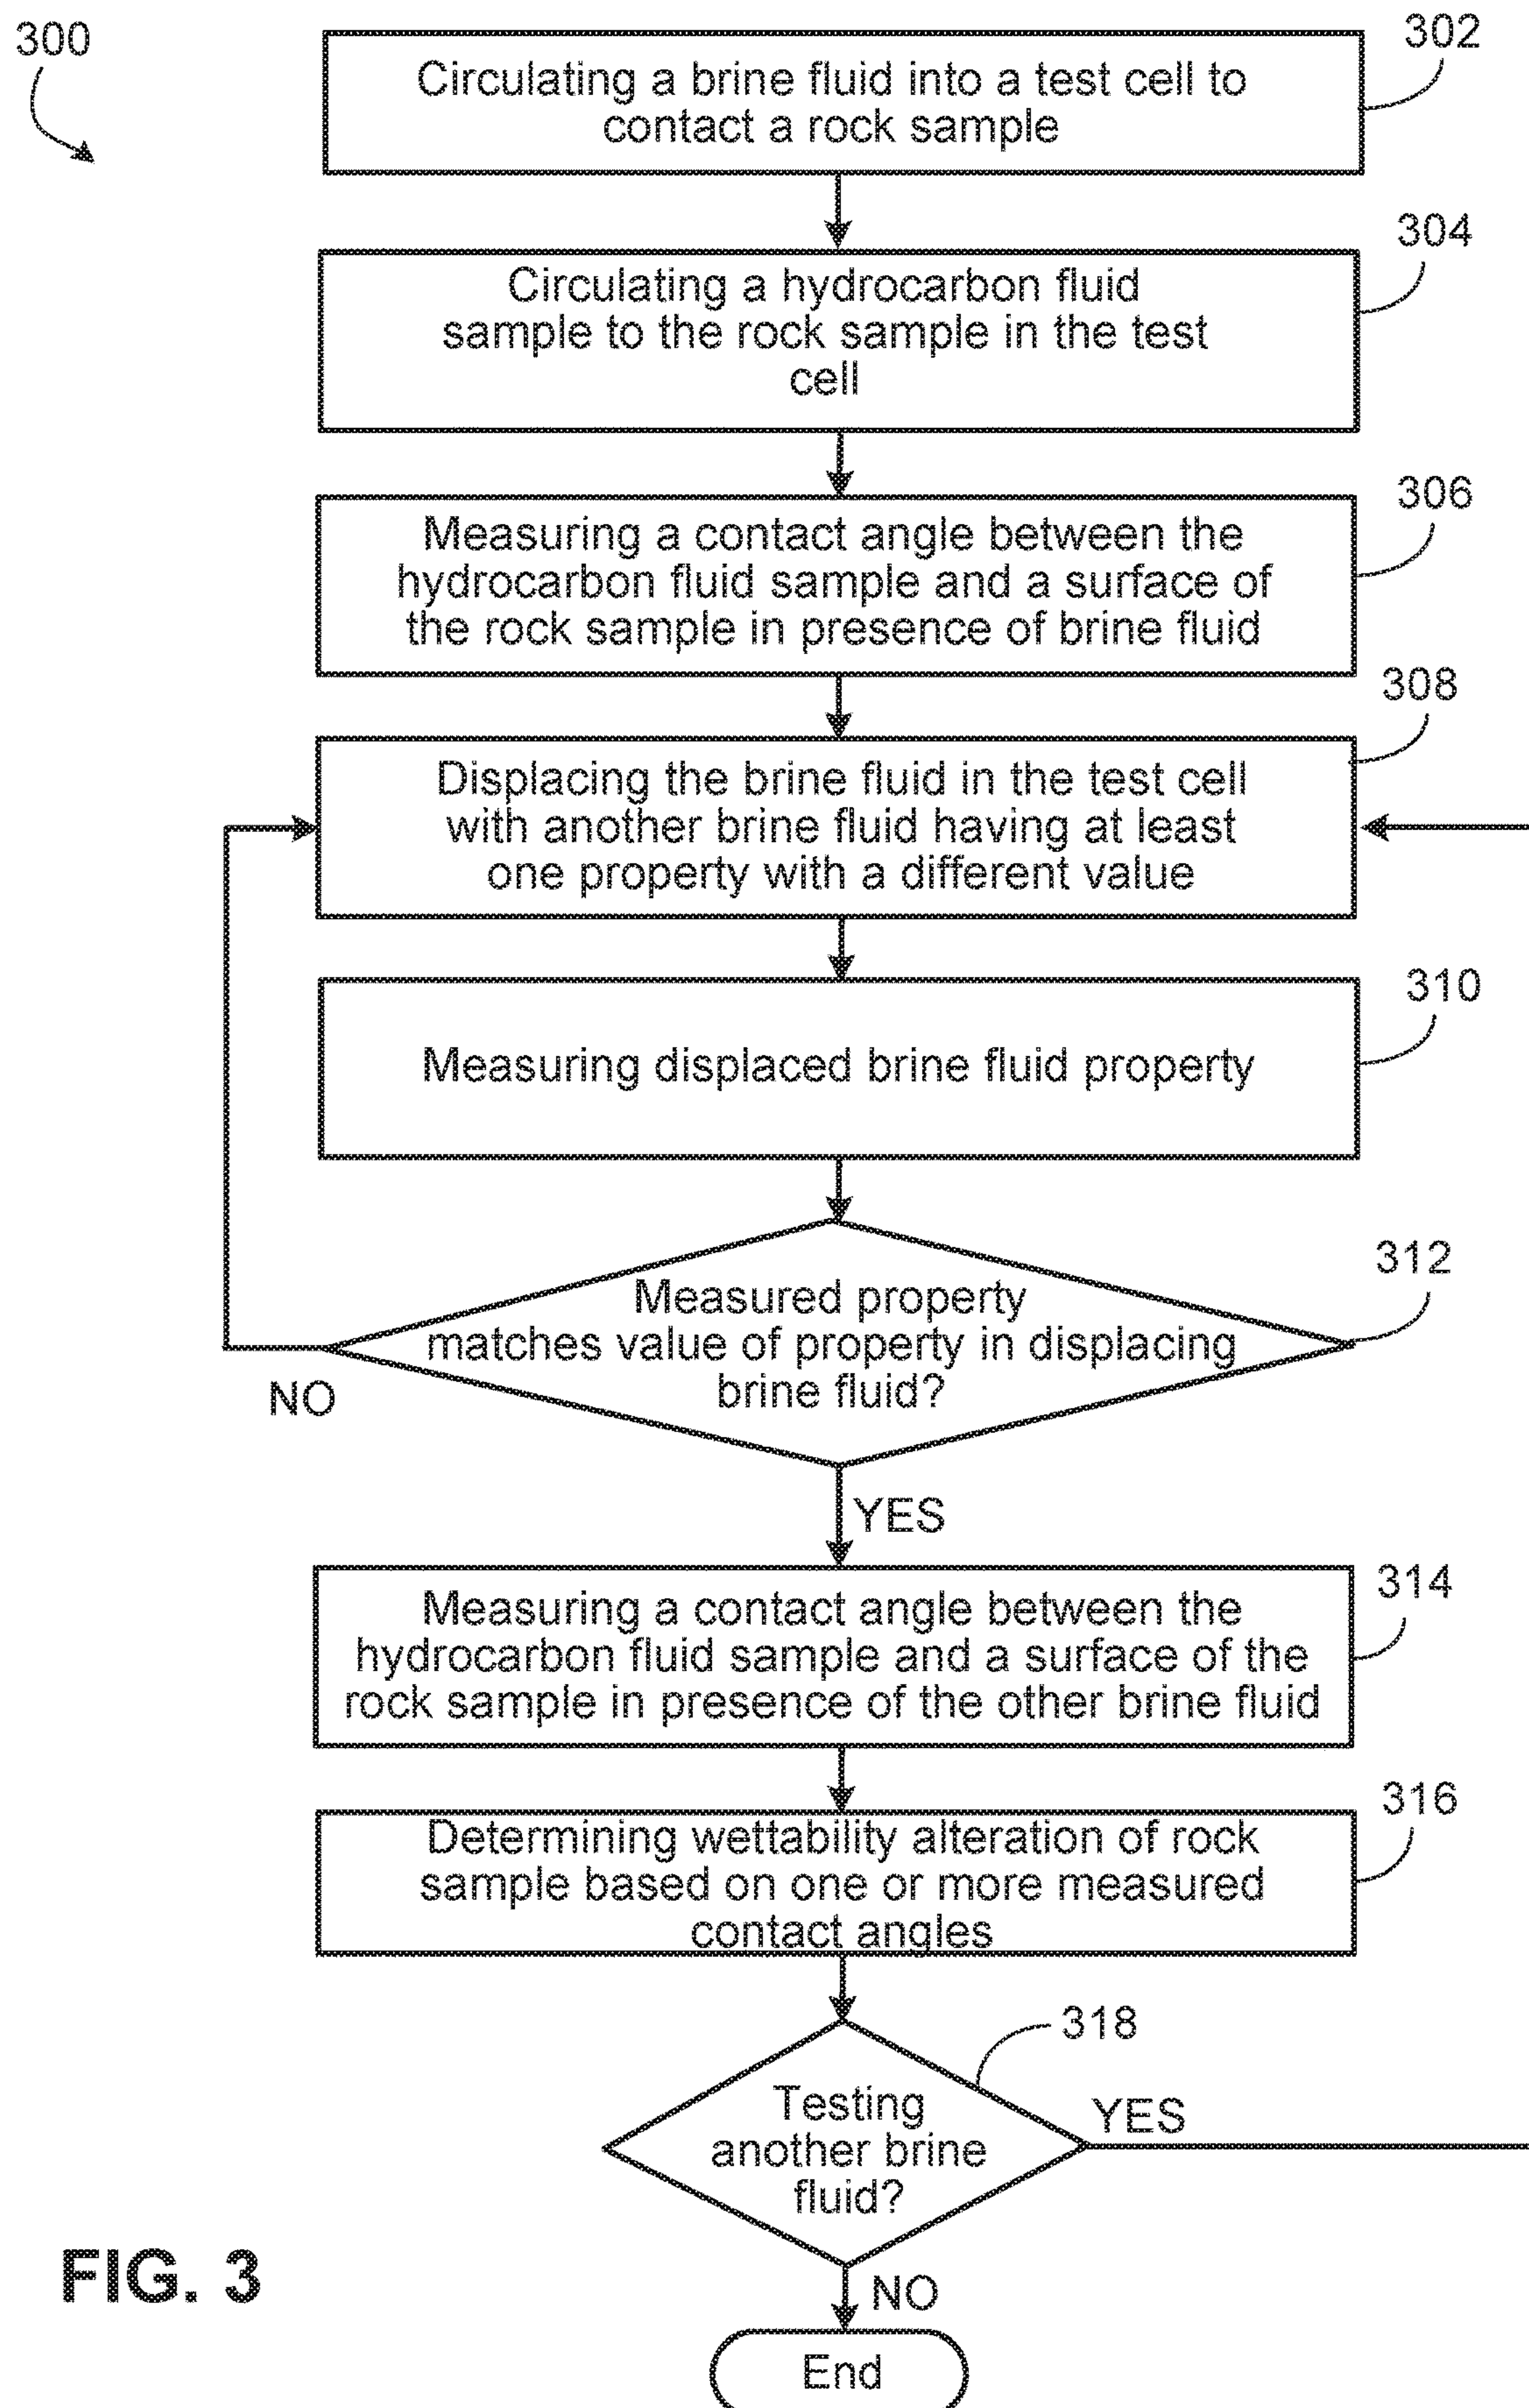 300
302
Circulating a brine fluid into a test cell to
contact a rock sample
304
Circulating a hydrocarbon fluid
sample to the rock sample in the test
cell
306
Measuring a contact angle between the
hydrocarbon fluid sample and a surface of
the rock sample in presence of brine fluid
308
Displacing the brine fluid in the test cell
with another brine fluid having at least
one property with a different value
310
Measuring displaced brine fluid property
312
Measured property
matches value of property in displacing
brine fluid?
NO
YES
314
Measuring a contact angle between the
hydrocarbon fluid sample and a surface of the
rock sample in presence of the other brine fluid
316
Determining wettability alteration of rock
sample based on one or more measured
contact angles
318
Testing
another brine
fluid?
YES
NO
End
FIG. 3